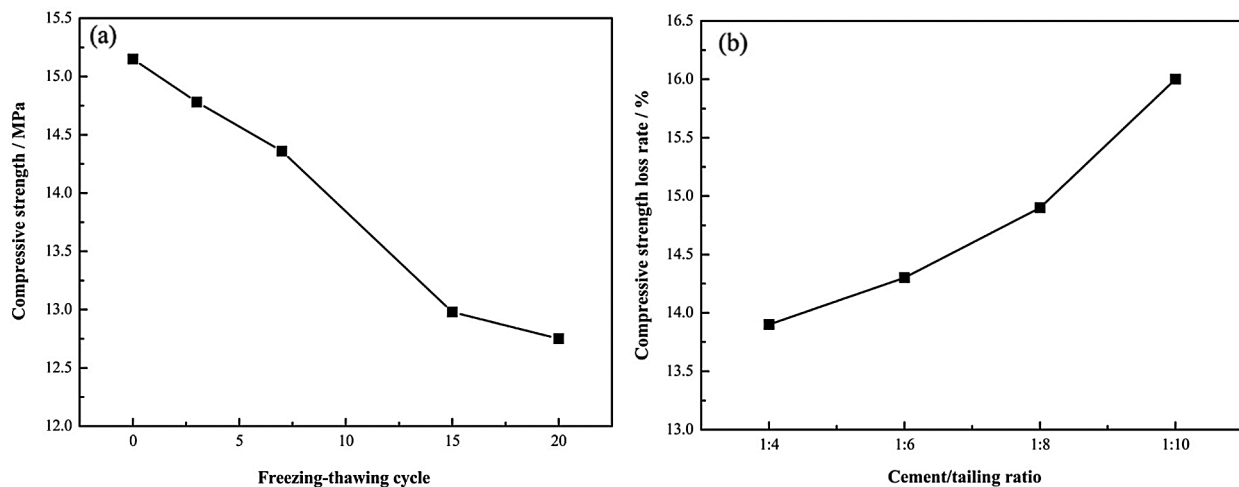 (a)
Compressive strength / MPa
15.5
15.0
14.5
14.0
13.5
13.0
12.5
12.0
0 5 10 15 20
Freezing-thawing cycle
(b)
Compressive strength loss rate / %
16.5
16.0
15.5
15.0
14.5
14.0
13.5
13.0
1:4 1:6 1:8 1:10
Cement/tailing ratio